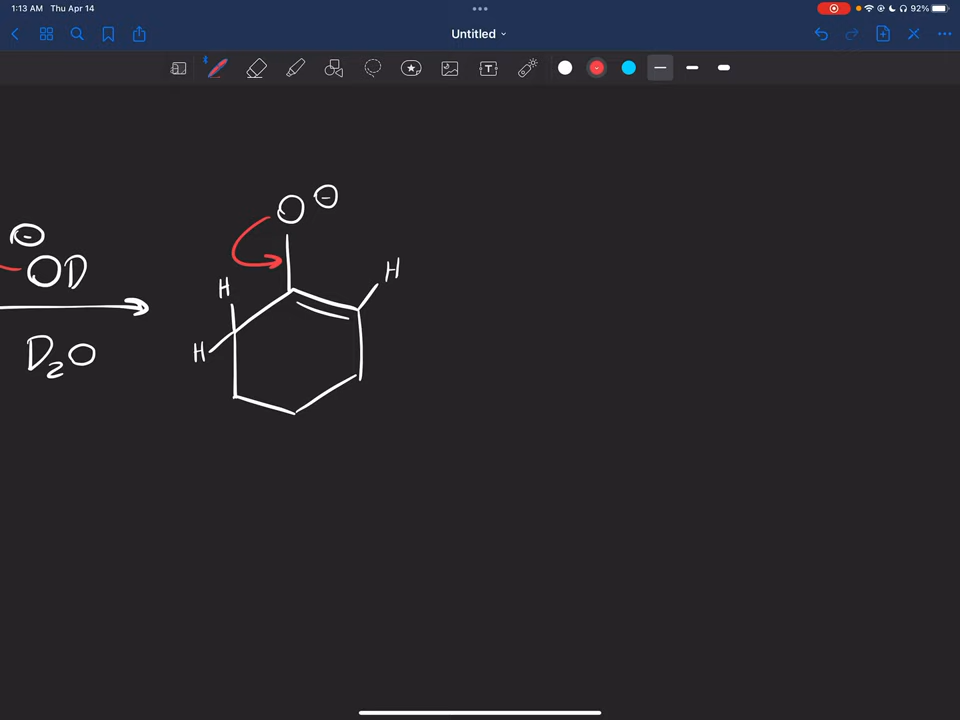 1:13 AM Thu Apr 14
92%
Untitled
O ⊖
⊖
OD
H
H
H
D₂O